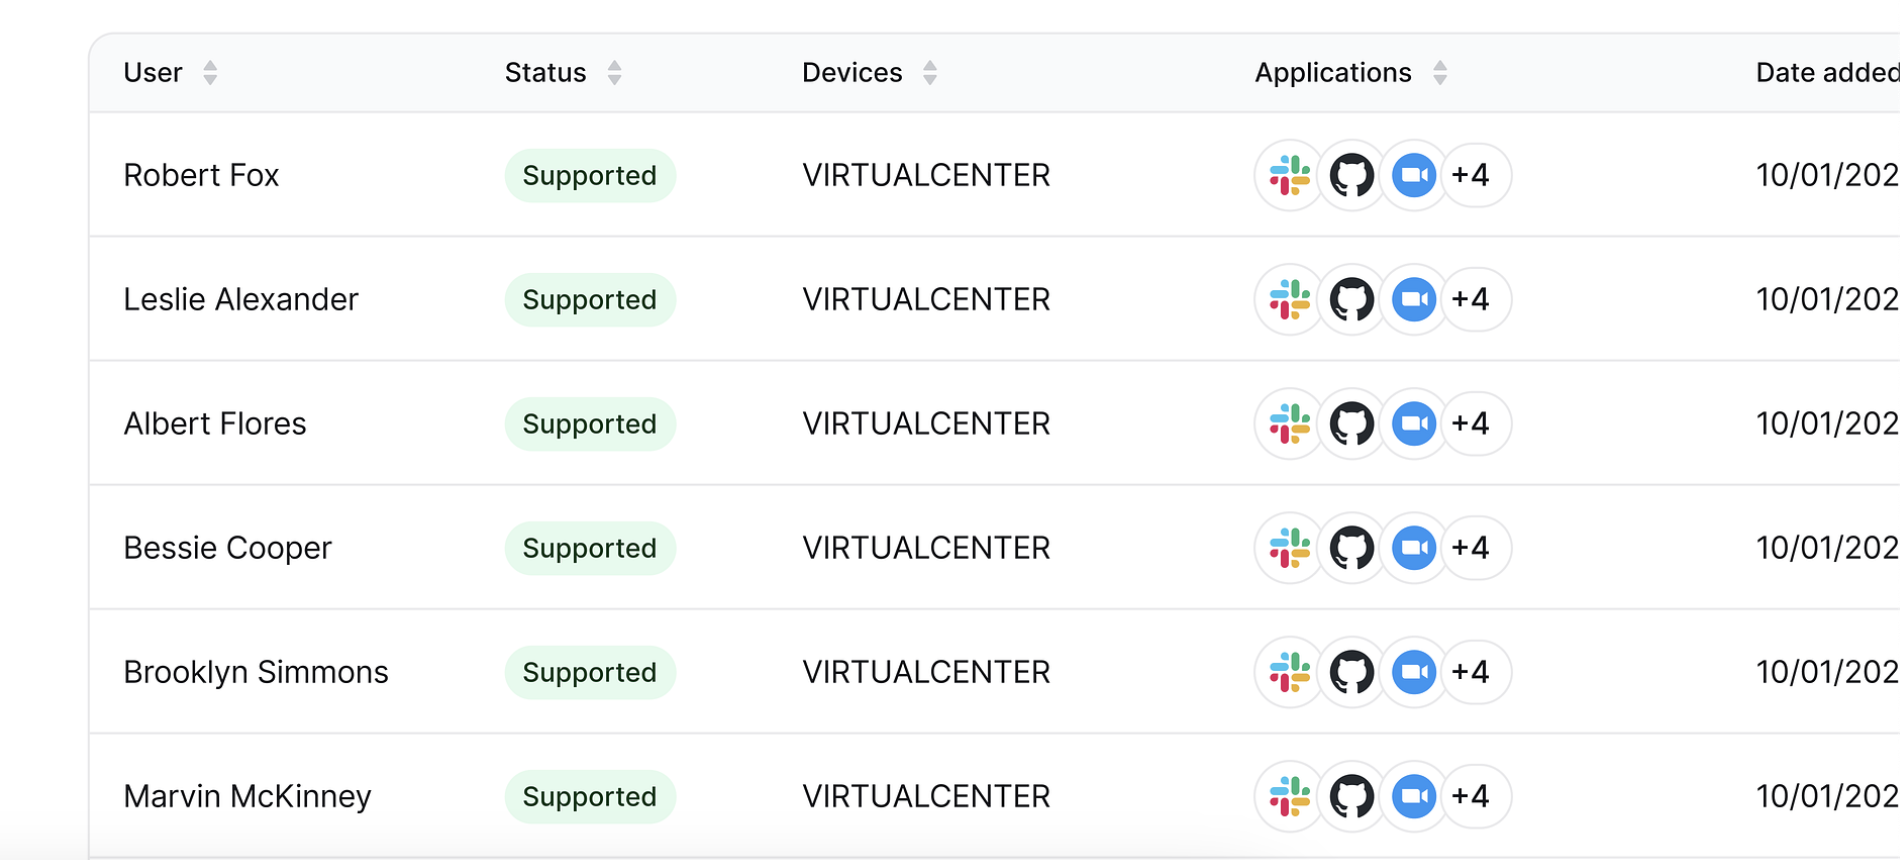 User Status Devices Applications Date added
Robert Fox Supported VIRTUALCENTER +4 10/01/202
Leslie Alexander Supported VIRTUALCENTER +4 10/01/202
Albert Flores Supported VIRTUALCENTER +4 10/01/202
Bessie Cooper Supported VIRTUALCENTER +4 10/01/202
Brooklyn Simmons Supported VIRTUALCENTER +4 10/01/202
Marvin McKinney Supported VIRTUALCENTER +4 10/01/202